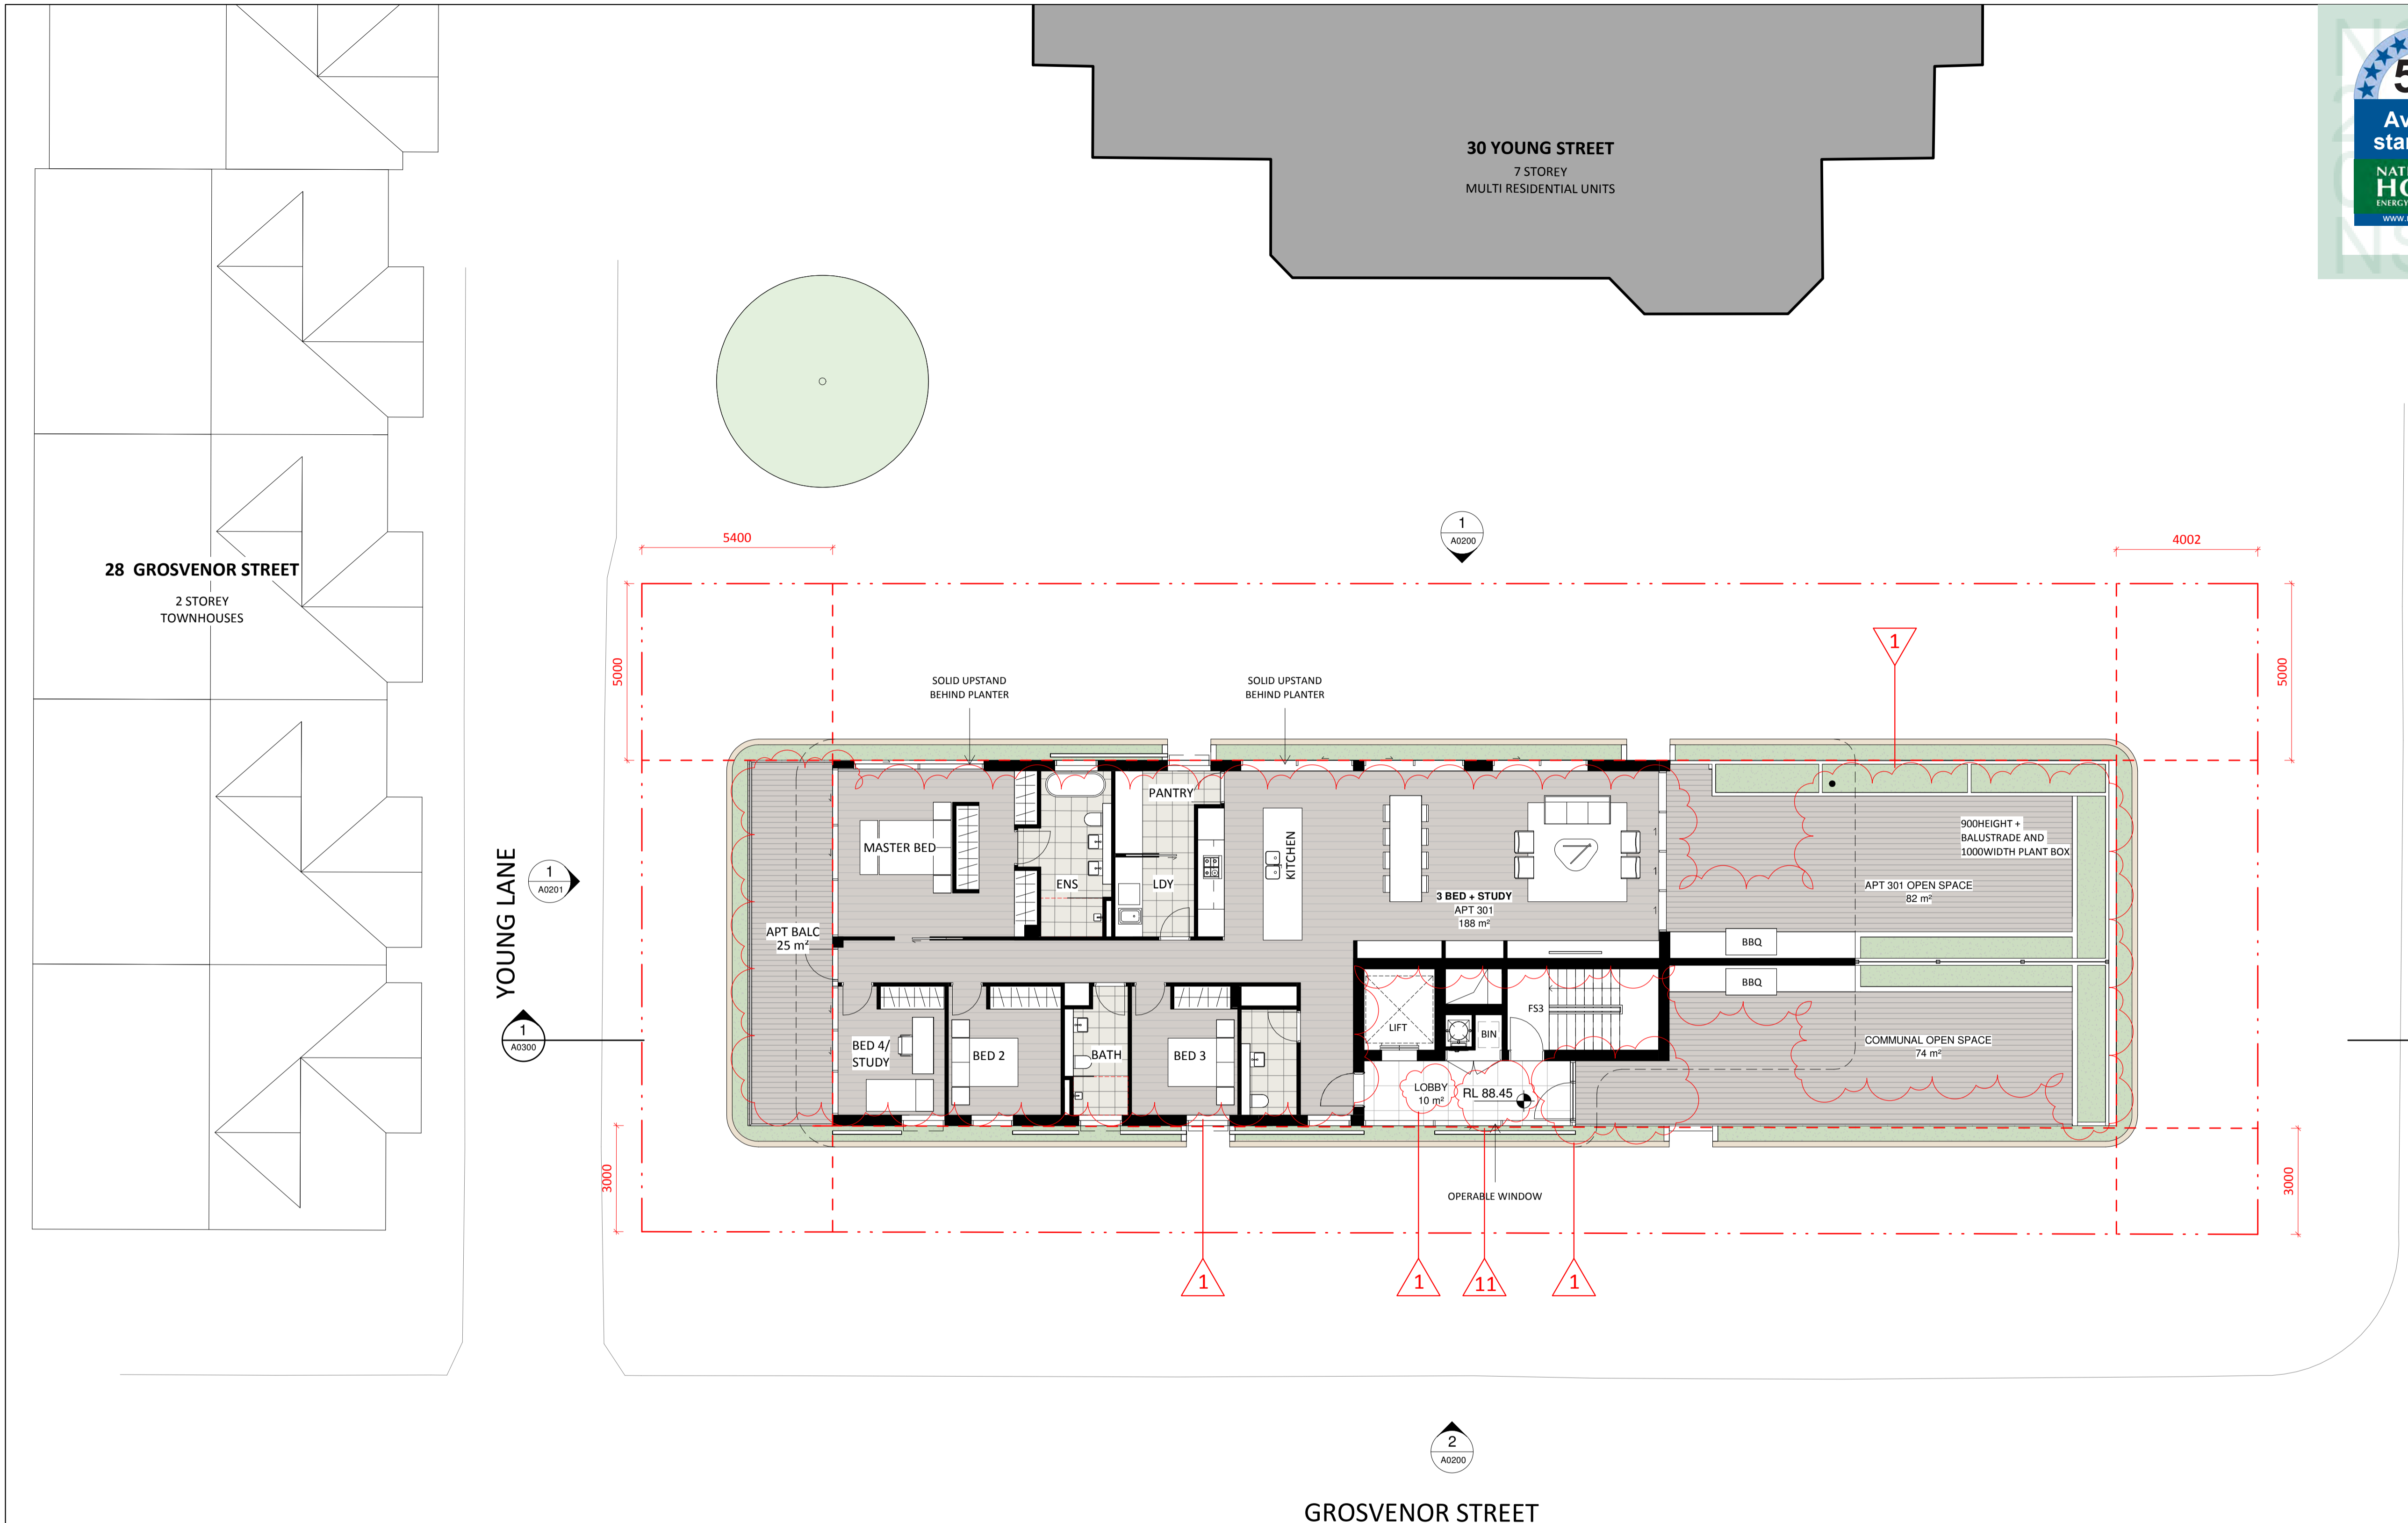 30 YOUNG STREET
7 STOREY
MULTI RESIDENTIAL UNITS
5
NSW
28 GROSVENOR STREET
2 STOREY
TOWNHOUSES
5400
1
A0200
4002
5000
5000
1
SOLID UPSTAND
BEHIND PLANTER
SOLID UPSTAND
BEHIND PLANTER
YOUNG LANE
1
A0201
1
A0300
MASTER BED
ENS
PANTRY
LDY
KITCHEN
3 BED + STUDY
APT 301
188 m²
900HEIGHT +
BALUSTRADE AND
1000WIDTH PLANT BOX
APT 301 OPEN SPACE
82 m²
APT BALC
25 m²
BBQ
BBQ
BED 4/
STUDY
BED 2
BATH
BED 3
LIFT
BIN
FS3
LOBBY
10 m²
RL 88.45
COMMUNAL OPEN SPACE
74 m²
3000
3000
OPERABLE WINDOW
1
1
11
1
2
A0200
GROSVENOR STREET